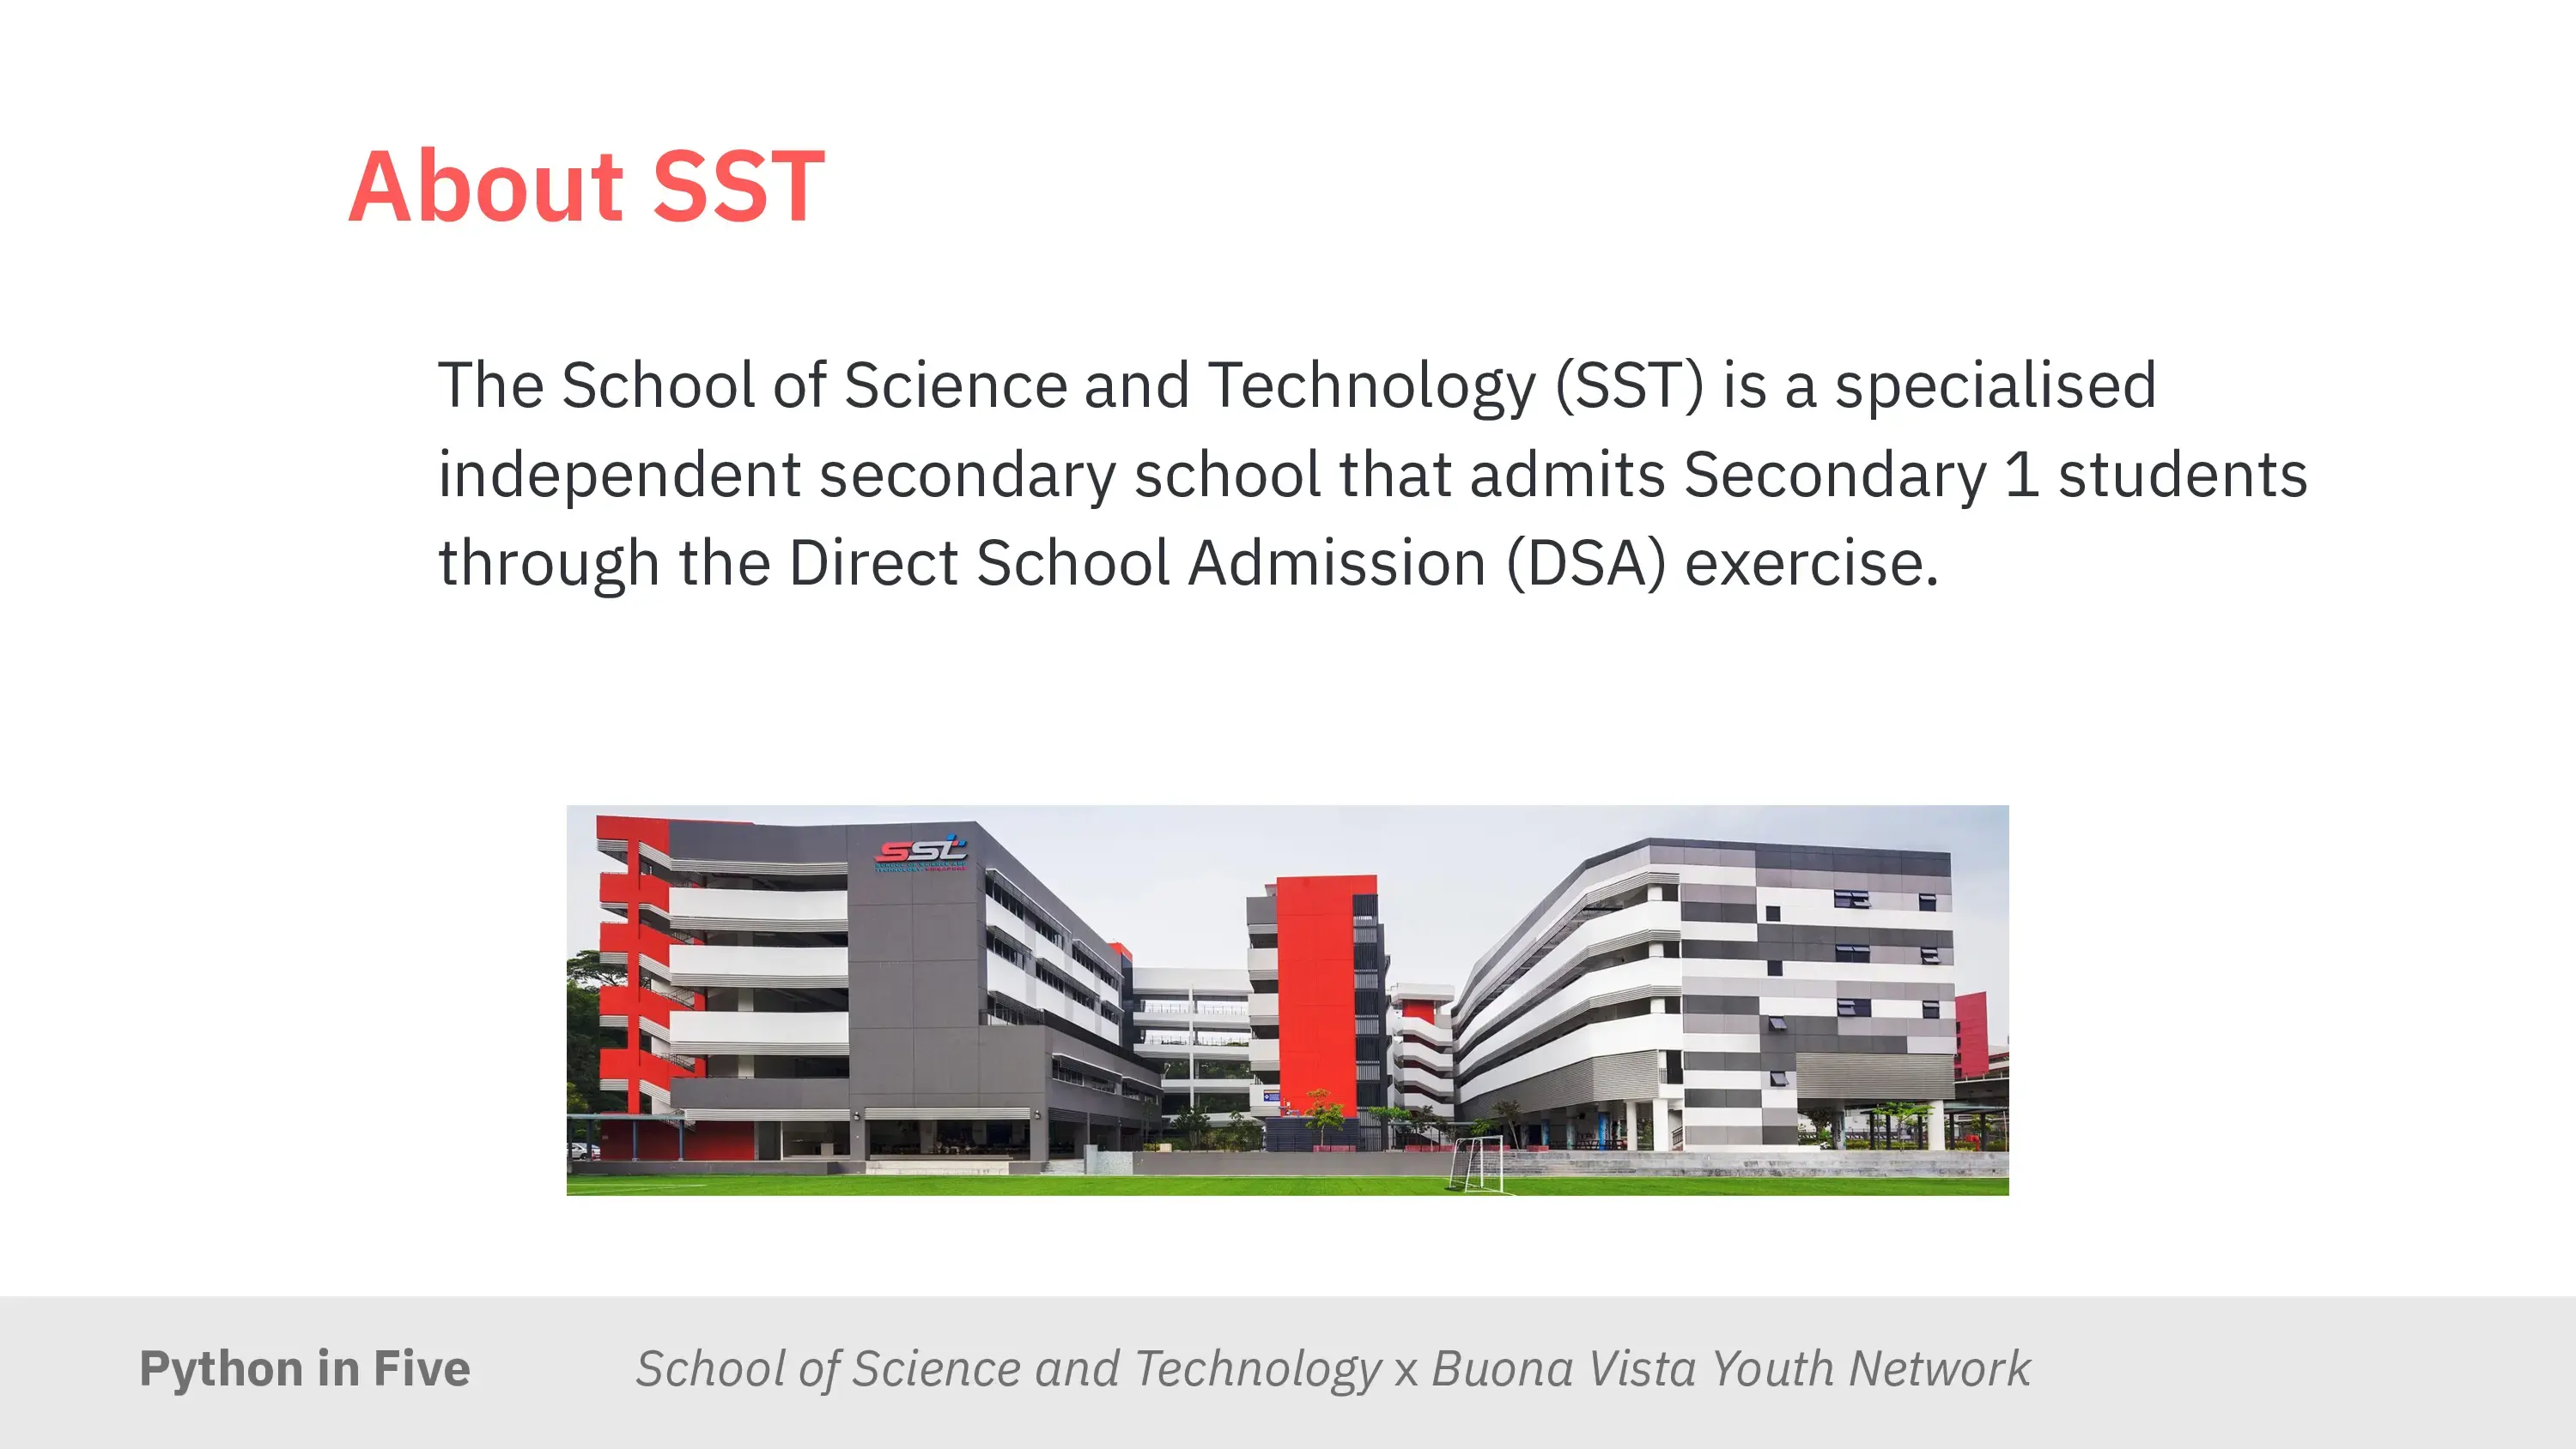 About SST
The School of Science and Technology (SST) is a specialised
independent secondary school that admits Secondary 1 students
through the Direct School Admission (DSA) exercise.
SST
Python in Five
School of Science and Technology x Buona Vista Youth Network